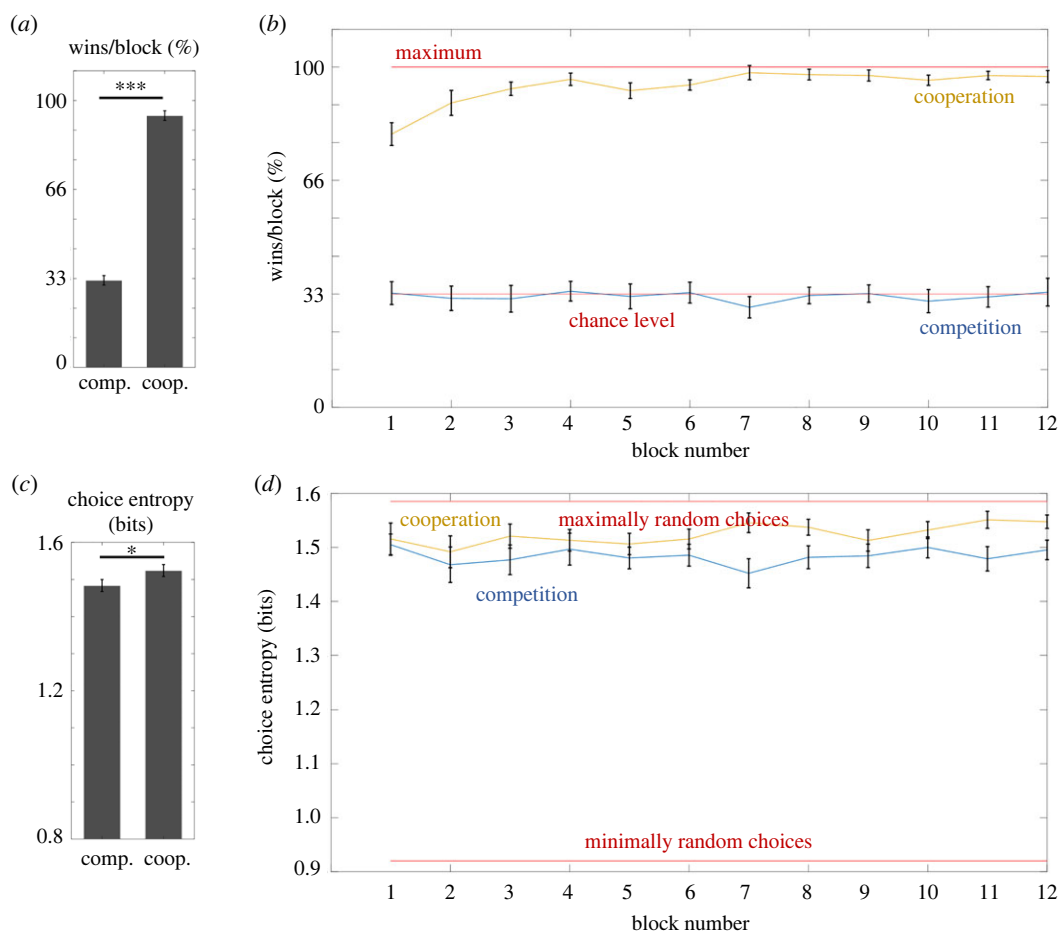 (a)
wins/block (%)
***
100
66
33
0
comp. coop.
(b)
maximum
100
cooperation
66
wins/block (%)
33
chance level
competition
0
1 2 3 4 5 6 7 8 9 10 11 12
block number
(c)
choice entropy
(bits)
1.6
*
1.2
0.8
comp. coop.
(d)
1.6
cooperation
maximally random choices
1.5
competition
1.4
1.3
choice entropy (bits)
1.2
1.1
1.0
minimally random choices
0.9
1 2 3 4 5 6 7 8 9 10 11 12
block number